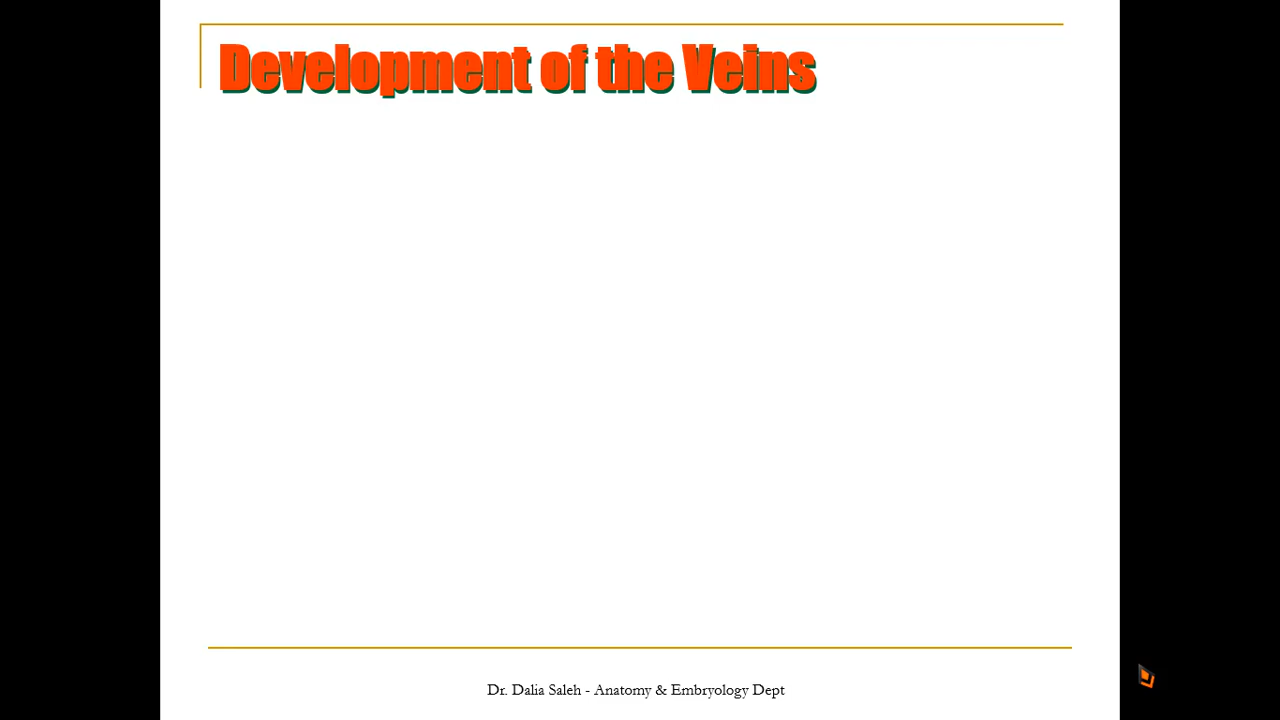 Development of the Veins
Dr. Dalia Saleh - Anatomy & Embryology Dept